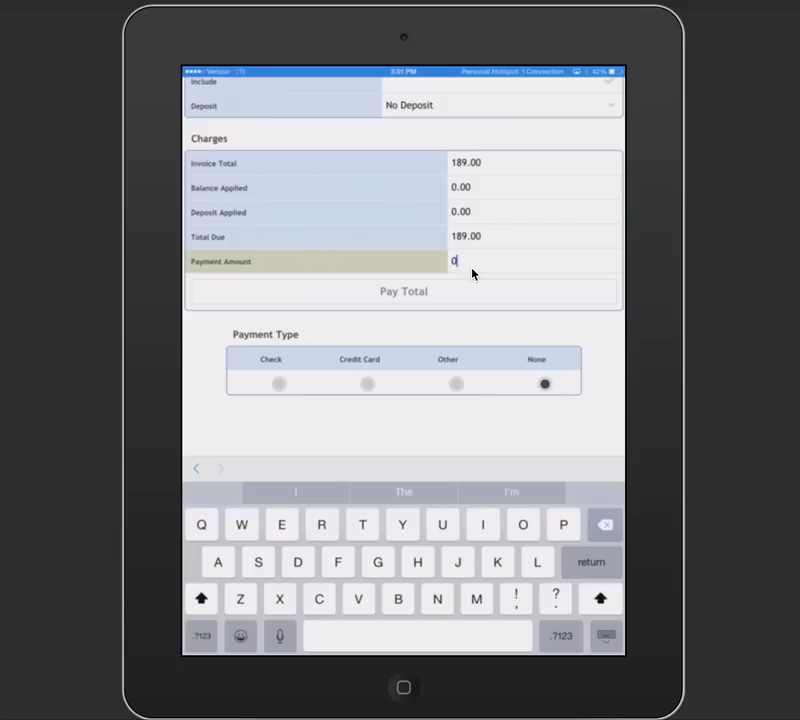 Verizon 3:01 PM Personal Hotspot: 1 Connection 42%
Include
Deposit No Deposit
Charges
Invoice Total 189.00
Balance Applied 0.00
Deposit Applied 0.00
Total Due 189.00
Payment Amount 0
Pay Total
Payment Type
Check Credit Card Other None
I The I'm
Q W E R T Y U I O P
A S D F G H J K L return
Z X C V B N M ! , ? .
.?123 .?123